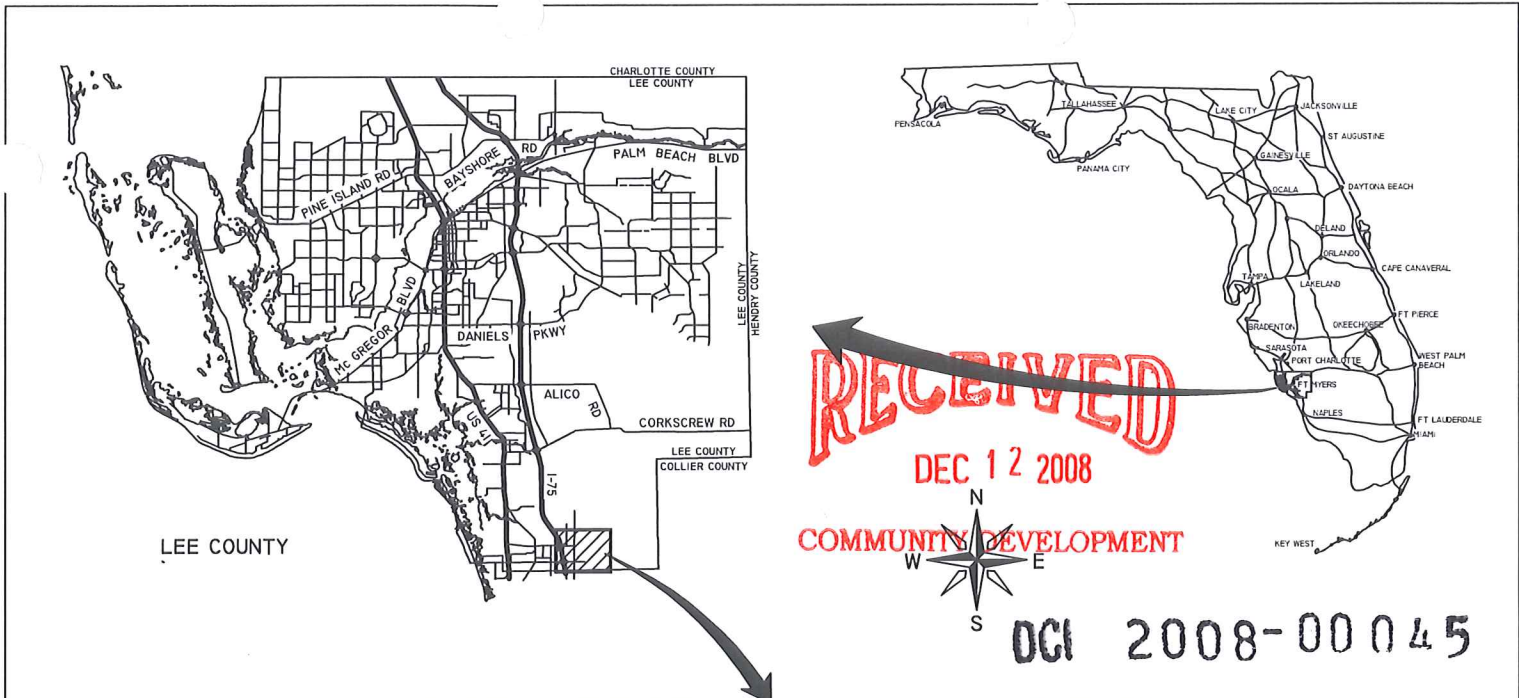 CHARLOTTE COUNTY
LEE COUNTY
PINE ISLAND RD
BAYSHORE RD
PALM BEACH BLVD
LEE COUNTY
HENDRY COUNTY
MC GREGOR BLVD
DANIELS PKWY
ALICO RD
US 41
CORKSCREW RD
LEE COUNTY
COLLIER COUNTY
I-75
LEE COUNTY
PENSACOLA
TALLAHASSEE
LAKE CITY
JACKSONVILLE
ST AUGUSTINE
PANAMA CITY
GAINESVILLE
OCALA
DAYTONA BEACH
DELAND
ORLANDO
CAPE CANAVERAL
TAMPA
LAKELAND
FT PIERCE
BRADENTON
OKEECHOBEE
SARASOTA
PORT CHARLOTTE
WEST PALM
BEACH
FT MYERS
NAPLES
FT LAUDERDALE
MIAMI
KEY WEST
RECEIVED
DEC 12 2008
COMMUNITY DEVELOPMENT
N
W
E
S
DCI 2008-00045